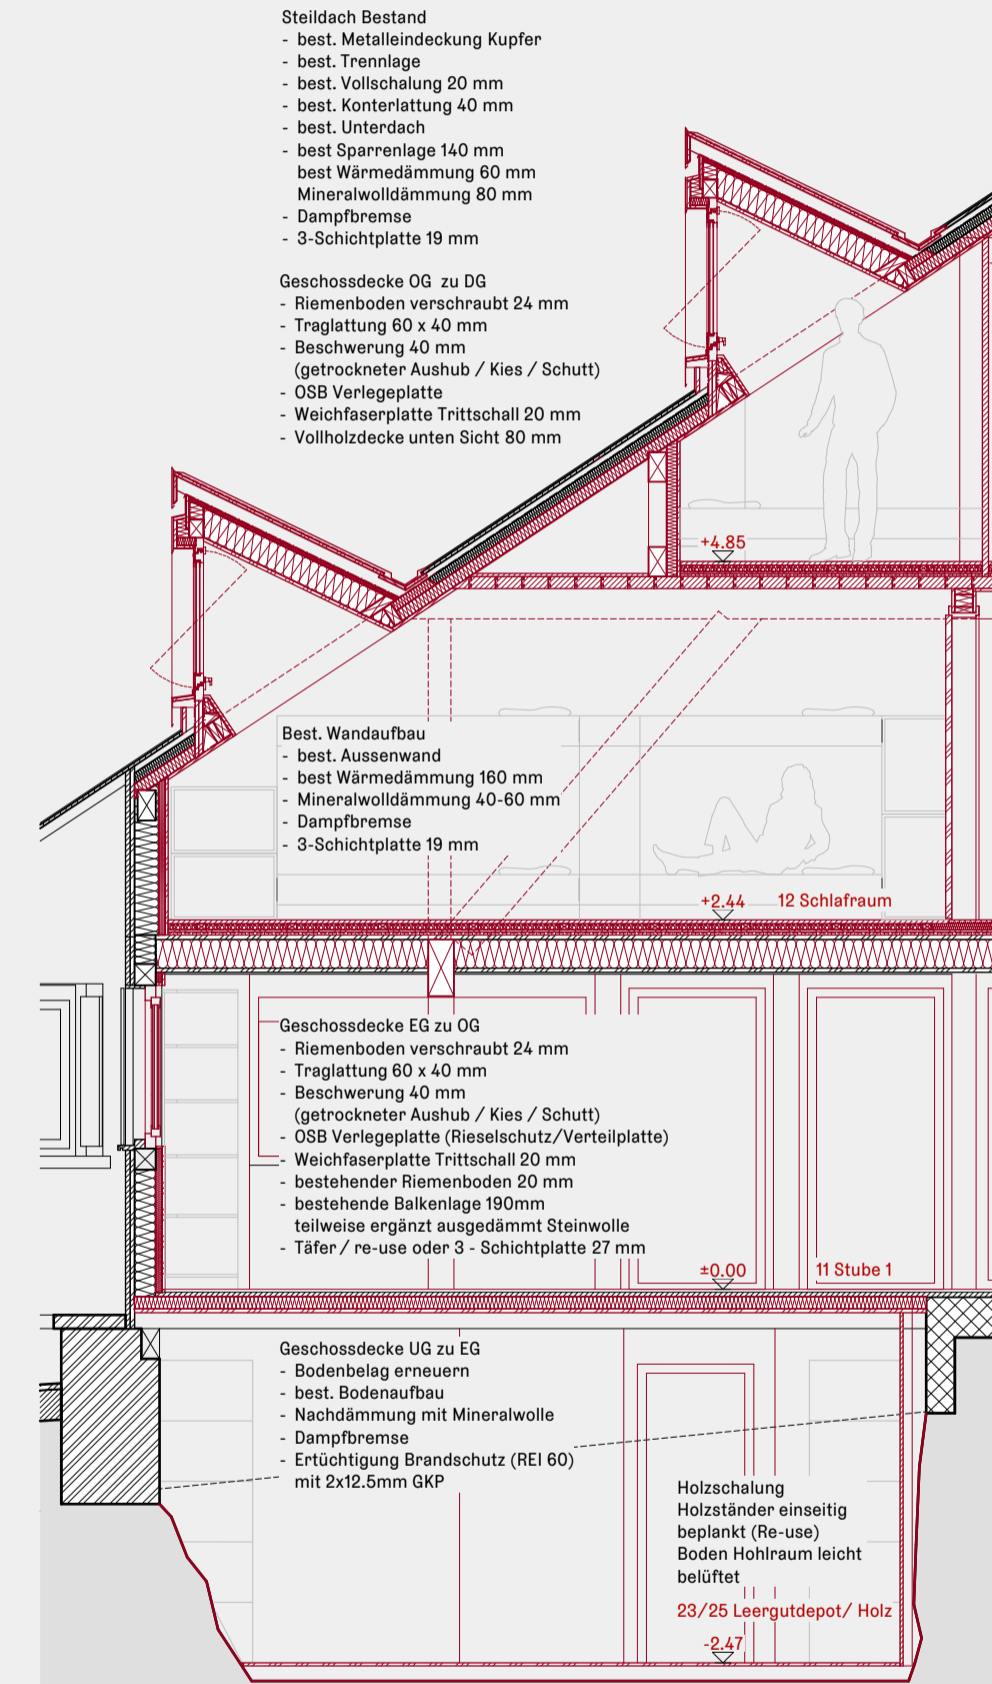 Steildach Bestand
- best. Metalleindeckung Kupfer
- best. Trennlage
- best. Vollschalung 20 mm
- best. Konterlattung 40 mm
- best. Unterdach
- best Sparrenlage 140 mm
best Wärmedämmung 60 mm
Mineralwolldämmung 80 mm
- Dampfbremse
- 3-Schichtplatte 19 mm
Geschossdecke OG zu DG
- Riemenboden verschraubt 24 mm
- Traglattung 60 x 40 mm
- Beschwerung 40 mm
(getrockneter Aushub / Kies / Schutt)
- OSB Verlegeplatte
- Weichfaserplatte Trittschall 20 mm
- Vollholzdecke unten Sicht 80 mm
+4.85
Best. Wandaufbau
- best. Aussenwand
- best Wärmedämmung 160 mm
- Mineralwolldämmung 40-60 mm
- Dampfbremse
- 3-Schichtplatte 19 mm
+2.44 12 Schlafraum
Geschossdecke EG zu OG
- Riemenboden verschraubt 24 mm
- Traglattung 60 x 40 mm
- Beschwerung 40 mm
(getrockneter Aushub / Kies / Schutt)
- OSB Verlegeplatte (Rieselschutz/Verteilplatte)
- Weichfaserplatte Trittschall 20 mm
- bestehender Riemenboden 20 mm
- bestehende Balkenlage 190mm
teilweise ergänzt ausgedämmt Steinwolle
- Täfer / re-use oder 3 - Schichtplatte 27 mm
±0.00 11 Stube 1
Geschossdecke UG zu EG
- Bodenbelag erneuern
- best. Bodenaufbau
- Nachdämmung mit Mineralwolle
- Dampfbremse
- Ertüchtigung Brandschutz (REI 60)
mit 2x12.5mm GKP
Holzschalung
Holzständer einseitig
beplankt (Re-use)
Boden Hohlraum leicht
belüftet
23/25 Leergutdepot/ Holz
-2.47